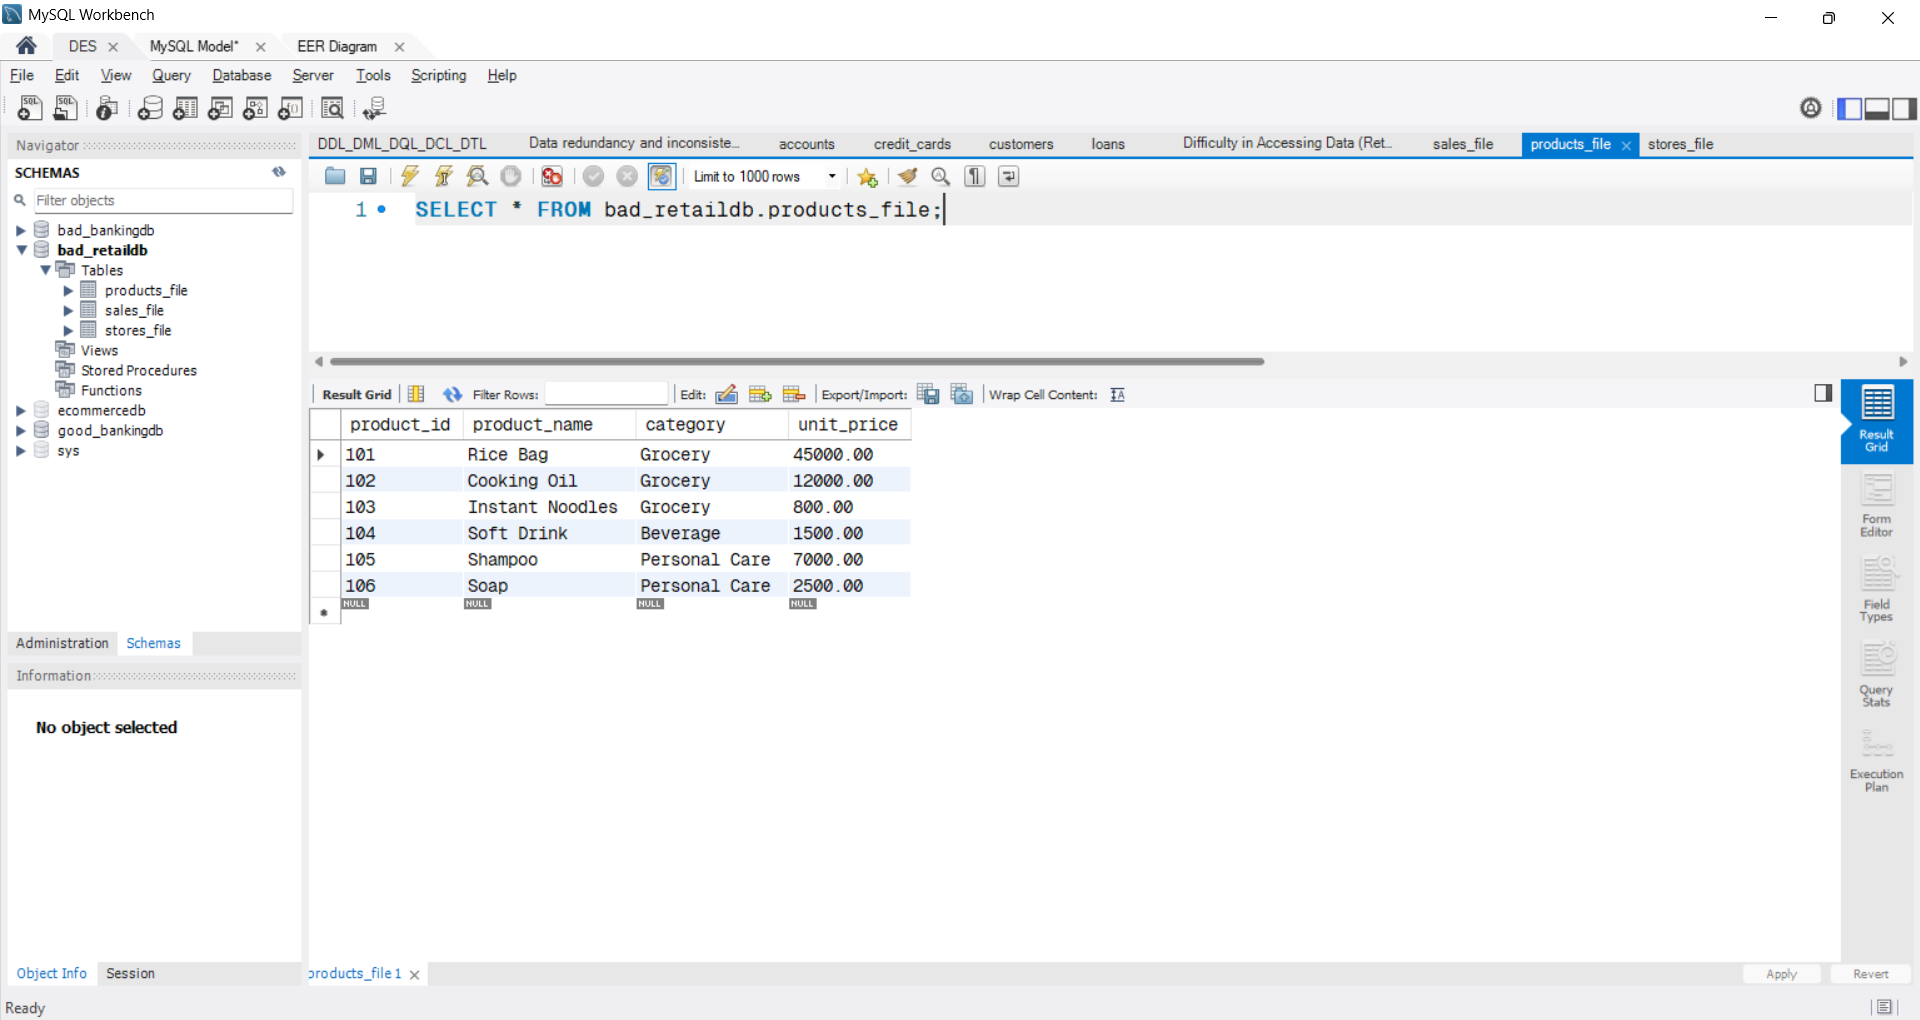 MySQL Workbench
DES
MySQL Model*
EER Diagram
File Edit View Query Database Server Tools Scripting Help
Navigator
SCHEMAS
Filter objects
bad_bankingdb
bad_retaildb
Tables
products_file
sales_file
stores_file
Views
Stored Procedures
Functions
ecommercedb
good_bankingdb
sys
Administration Schemas
Information
No object selected
Object Info Session
DDL_DML_DQL_DCL_DTL Data redundancy and inconsiste... accounts credit_cards customers loans Difficulty in Accessing Data (Ret... sales_file products_file stores_file
Limit to 1000 rows
1 SELECT * FROM bad_retaildb.products_file;
Result Grid Filter Rows: Edit: Export/Import: Wrap Cell Content:
product_id product_name category unit_price
101 Rice Bag Grocery 45000.00
102 Cooking Oil Grocery 12000.00
103 Instant Noodles Grocery 800.00
104 Soft Drink Beverage 1500.00
105 Shampoo Personal Care 7000.00
106 Soap Personal Care 2500.00
NULL NULL NULL NULL
Result
Grid
Form
Editor
Field
Types
Query
Stats
Execution
Plan
products_file 1
Apply Revert
Ready